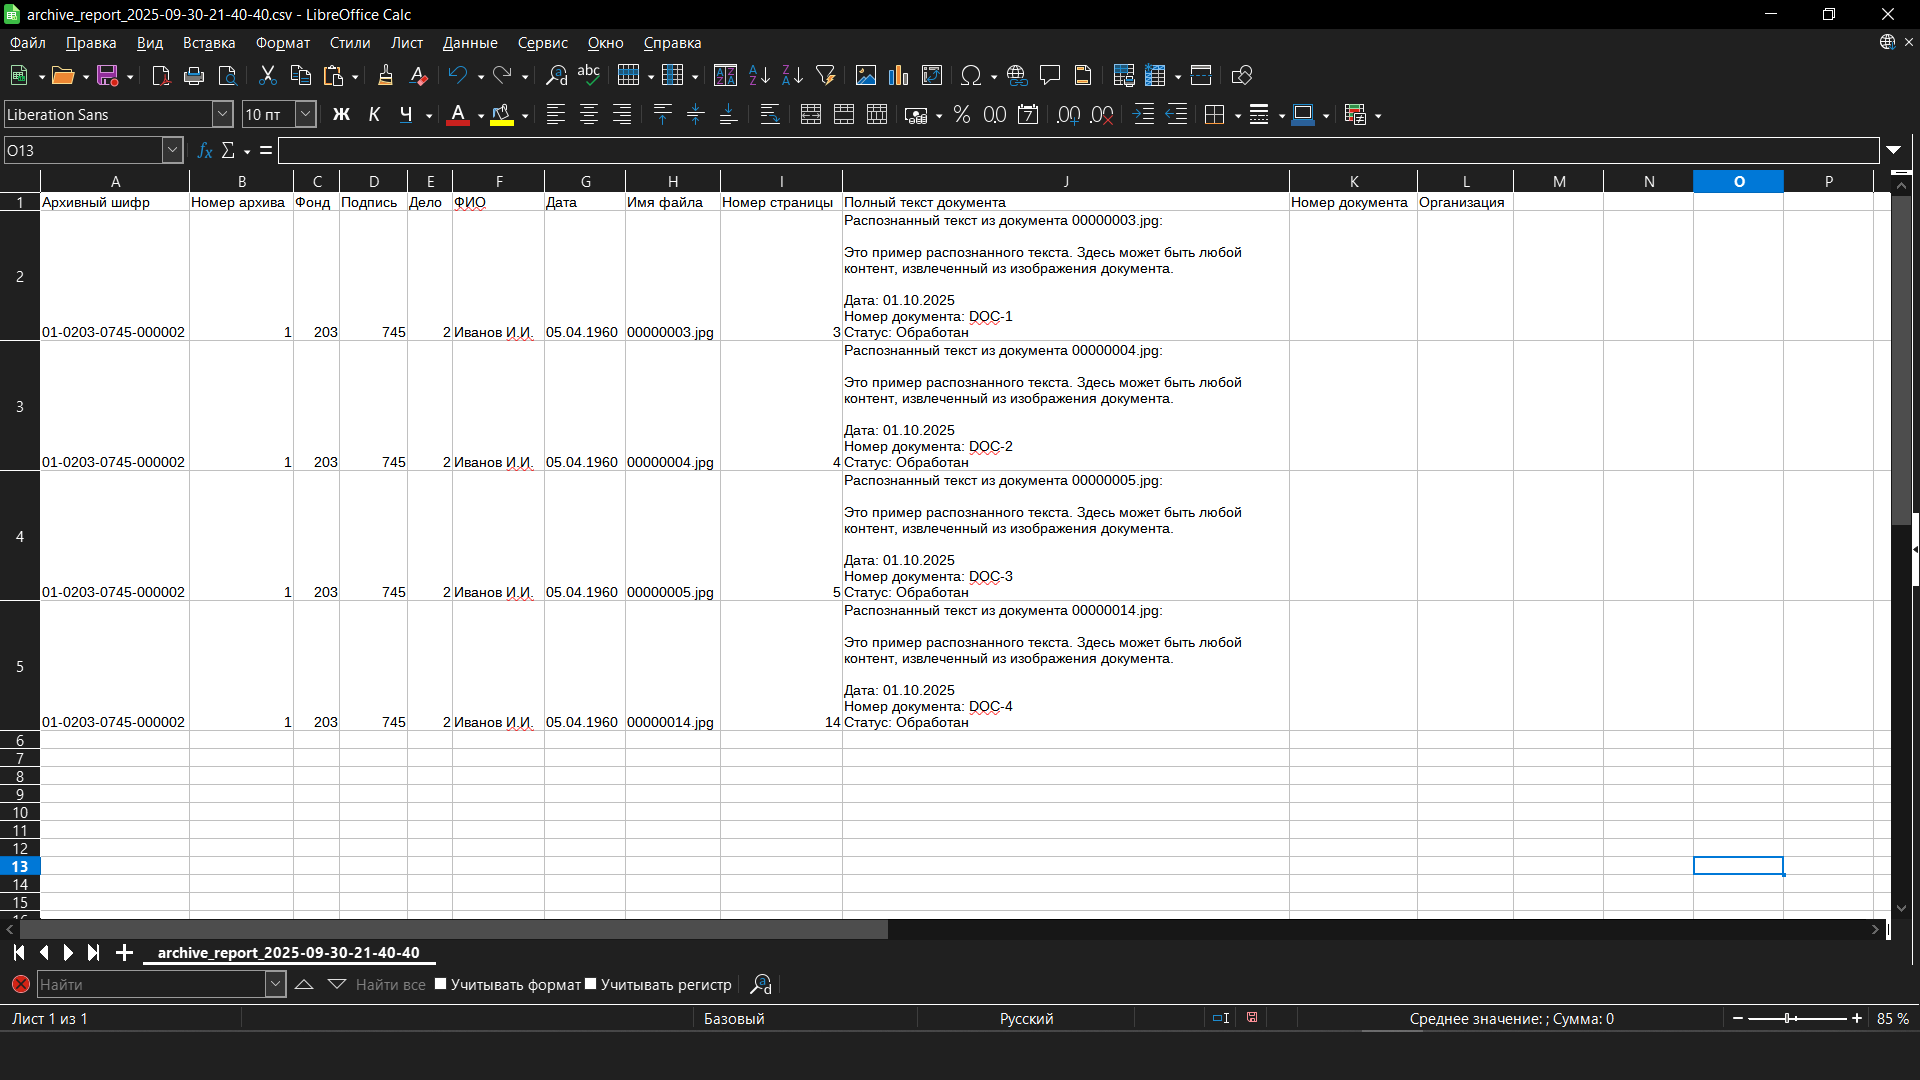 archive_report_2025-09-30-21-40-40.csv - LibreOffice Calc
Файл Правка Вид Вставка Формат Стили Лист Данные Сервис Окно Справка
Liberation Sans 10 пт Ж К Ч
O13
A B C D E F G H I J K L M N O P
1 Архивный шифр Номер архива Фонд Подпись Дело ФИО Дата Имя файла Номер страницы Полный текст документа Номер документа Организация
Распознанный текст из документа 00000003.jpg:
Это пример распознанного текста. Здесь может быть любой
контент, извлеченный из изображения документа.
2
Дата: 01.10.2025
Номер документа: DOC-1
01-0203-0745-000002 1 203 745 2 Иванов И.И. 05.04.1960 00000003.jpg 3 Статус: Обработан
Распознанный текст из документа 00000004.jpg:
Это пример распознанного текста. Здесь может быть любой
контент, извлеченный из изображения документа.
3
Дата: 01.10.2025
Номер документа: DOC-2
01-0203-0745-000002 1 203 745 2 Иванов И.И. 05.04.1960 00000004.jpg 4 Статус: Обработан
Распознанный текст из документа 00000005.jpg:
Это пример распознанного текста. Здесь может быть любой
контент, извлеченный из изображения документа.
4
Дата: 01.10.2025
Номер документа: DOC-3
01-0203-0745-000002 1 203 745 2 Иванов И.И. 05.04.1960 00000005.jpg 5 Статус: Обработан
Распознанный текст из документа 00000014.jpg:
Это пример распознанного текста. Здесь может быть любой
контент, извлеченный из изображения документа.
5
Дата: 01.10.2025
Номер документа: DOC-4
01-0203-0745-000002 1 203 745 2 Иванов И.И. 05.04.1960 00000014.jpg 14 Статус: Обработан
6
7
8
9
10
11
12
13
14
15
archive_report_2025-09-30-21-40-40
Найти Найти все Учитывать формат Учитывать регистр
Лист 1 из 1 Базовый Русский Среднее значение: ; Сумма: 0 85 %